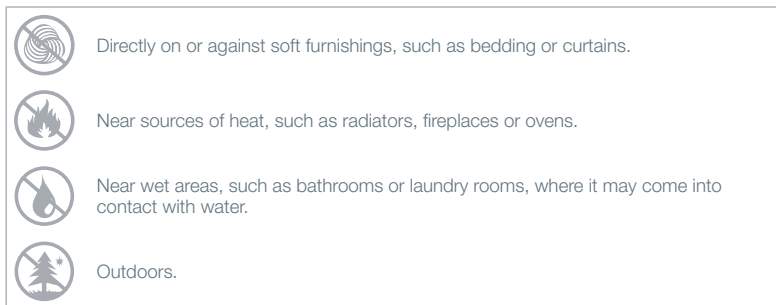 Directly on or against soft furnishings, such as bedding or curtains.
Near sources of heat, such as radiators, fireplaces or ovens.
Near wet areas, such as bathrooms or laundry rooms, where it may come into
contact with water.
Outdoors.